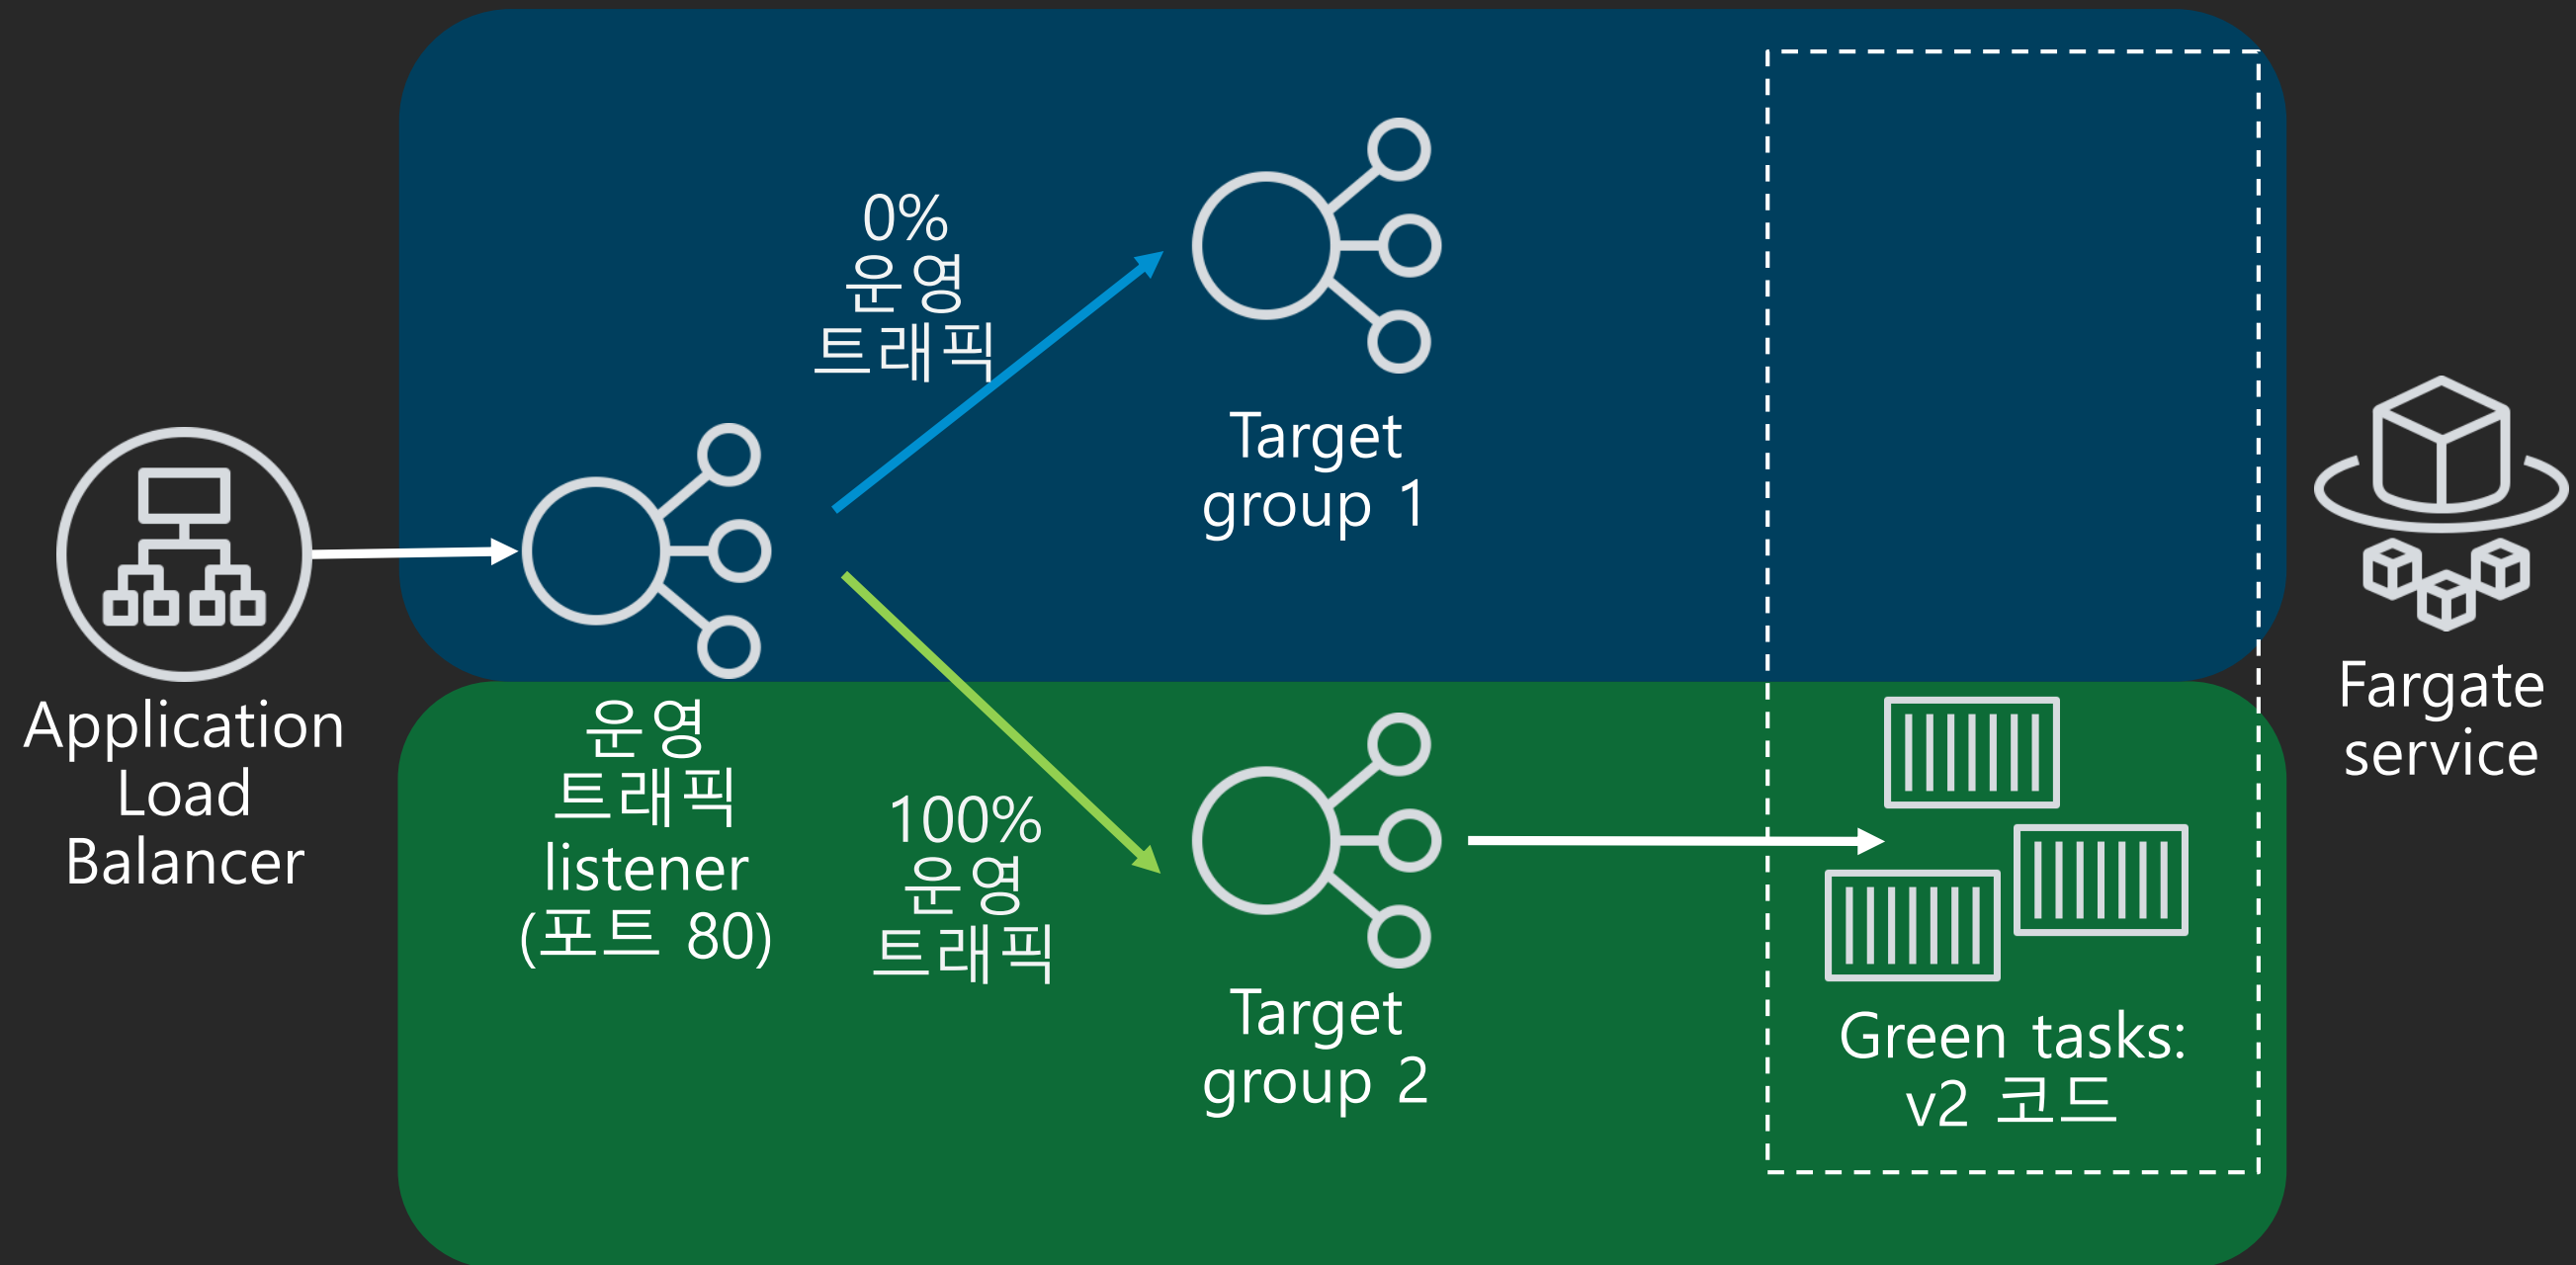 Application
Load
Balancer
운영
트래픽
listener
(포트 80)
0%
운영
트래픽
Target
group 1
100%
운영
트래픽
Target
group 2
Green tasks:
v2 코드
Fargate
service